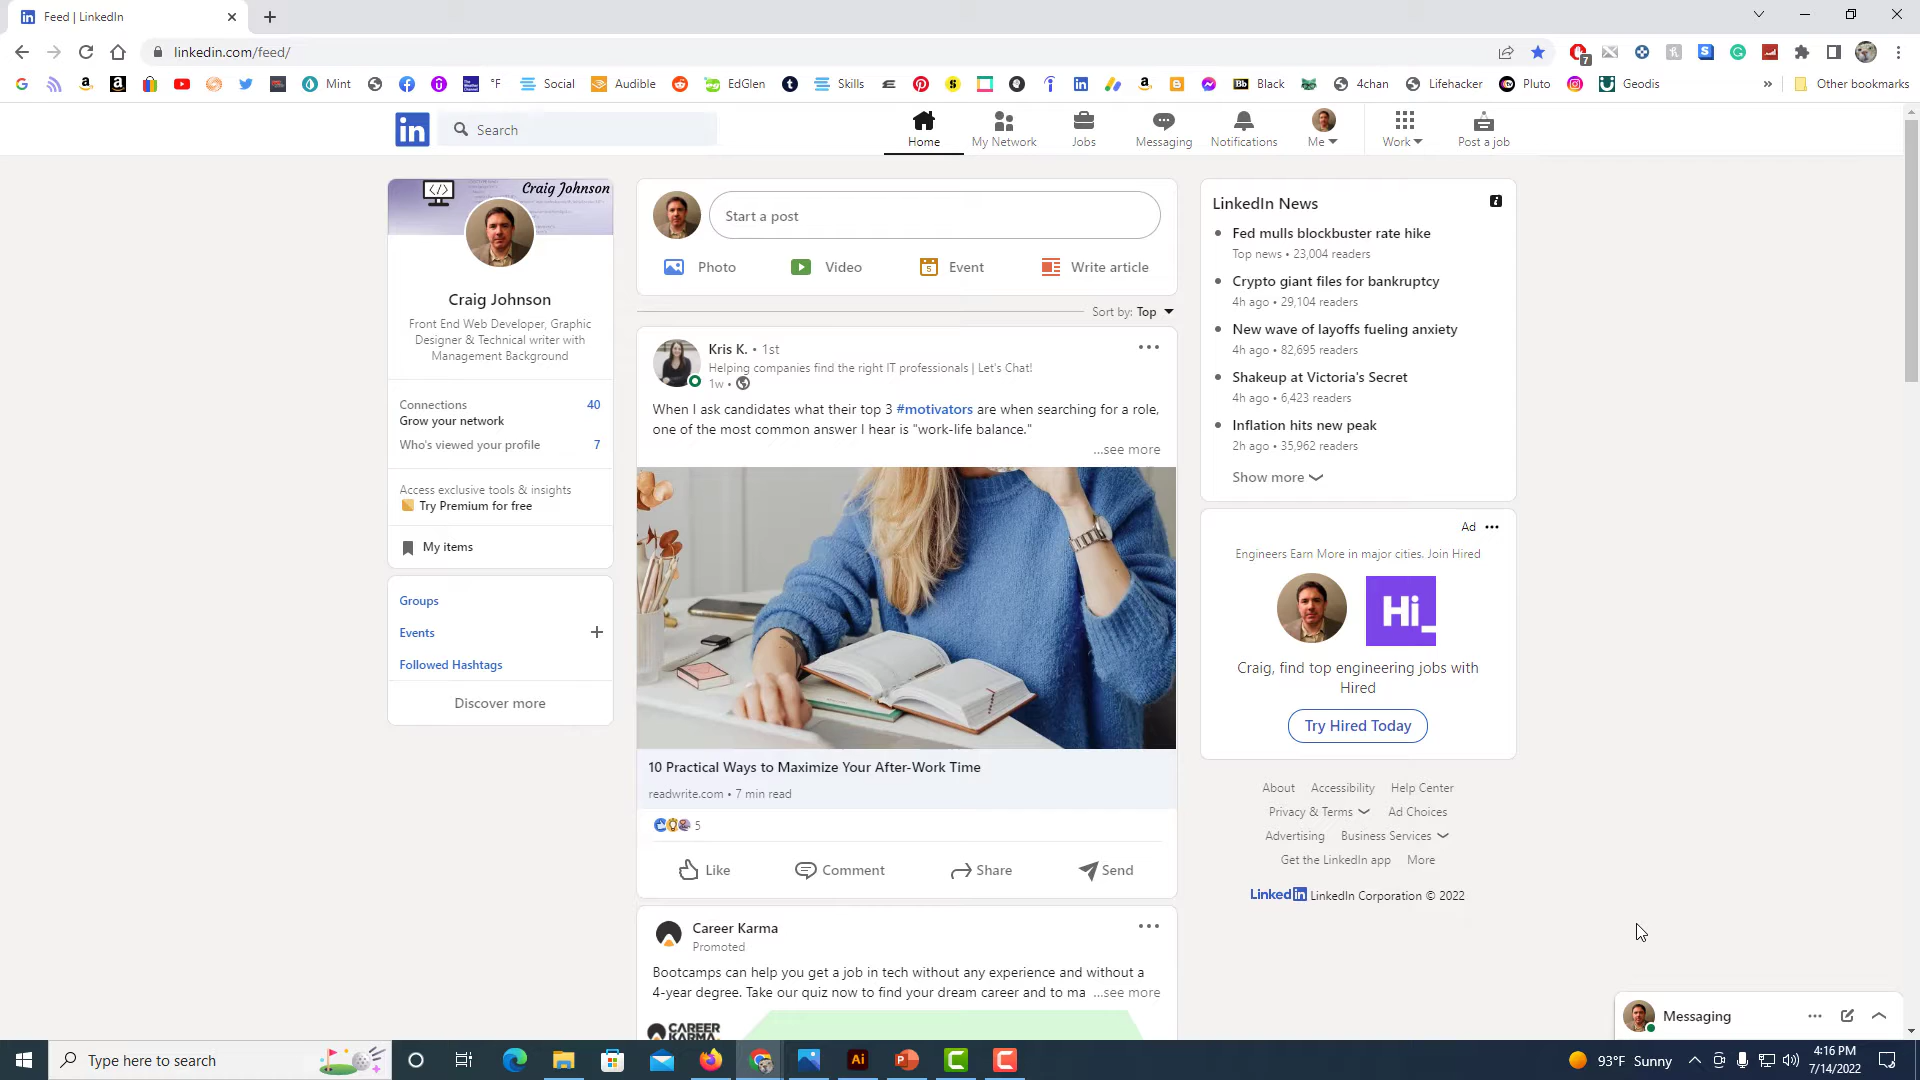 Feed | LinkedIn
linkedin.com/feed/
7
Mint
°F
Social
Audible
EdGlen
Skills
Bb Black
4chan
Lifehacker
Pluto
Geodis
»
Other bookmarks
in
Search
Home
My Network
Jobs
Messaging
Notifications
Me
Work
Post a job
Craig Johnson
Craig Johnson
Front End Web Developer, Graphic
Designer & Technical writer with
Management Background
Connections 40
Grow your network
Who's viewed your profile 7
Access exclusive tools & insights
Try Premium for free
My items
Groups
Events
Followed Hashtags
Discover more
Start a post
Photo
Video
Event
Write article
Sort by: Top
Kris K. • 1st
Helping companies find the right IT professionals | Let's Chat!
1w •
When I ask candidates what their top 3 #motivators are when searching for a role,
one of the most common answer I hear is "work-life balance."
...see more
10 Practical Ways to Maximize Your After-Work Time
readwrite.com • 7 min read
5
Like
Comment
Share
Send
Career Karma
Promoted
Bootcamps can help you get a job in tech without any experience and without a
4-year degree. Take our quiz now to find your dream career and to ma ...see more
CAREER
KARMA
LinkedIn News
Fed mulls blockbuster rate hike
Top news • 23,004 readers
Crypto giant files for bankruptcy
4h ago • 29,104 readers
New wave of layoffs fueling anxiety
4h ago • 82,695 readers
Shakeup at Victoria's Secret
4h ago • 6,423 readers
Inflation hits new peak
2h ago • 35,962 readers
Show more
Ad
Engineers Earn More in major cities. Join Hired
Hi_
Craig, find top engineering jobs with
Hired
Try Hired Today
About Accessibility Help Center
Privacy & Terms Ad Choices
Advertising Business Services
Get the LinkedIn app More
LinkedIn LinkedIn Corporation © 2022
Messaging
Type here to search
Ai
93°F Sunny
4:16 PM
7/14/2022